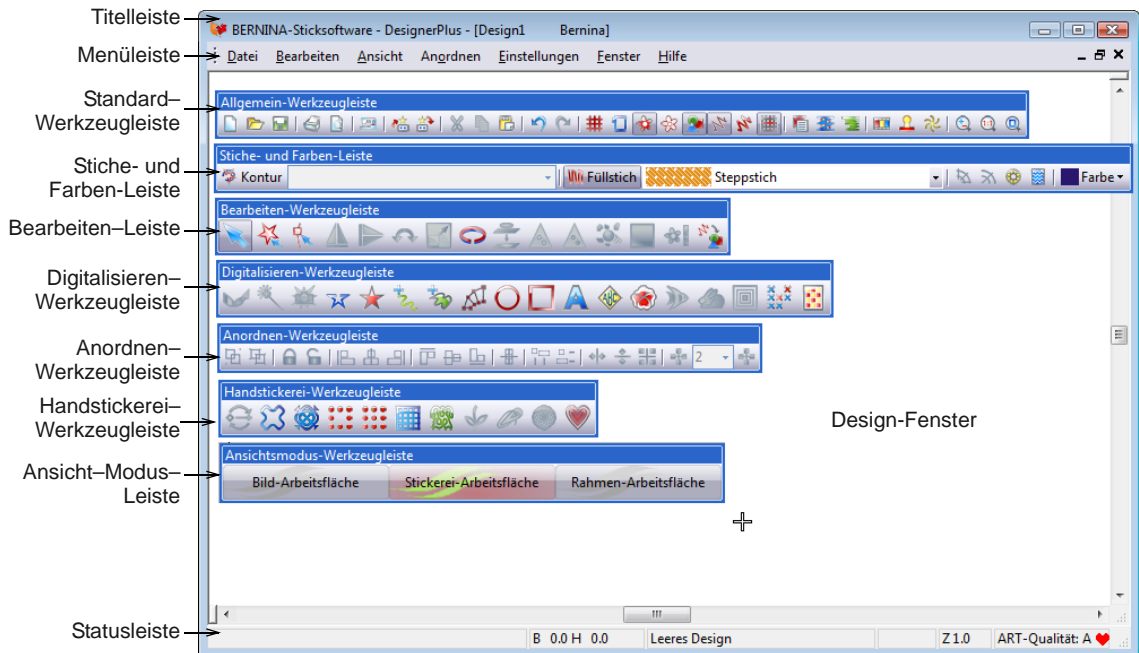 Titelleiste
BERNINA-Sticksoftware - DesignerPlus - [Design1 Bernina]
Menüleiste
Datei Bearbeiten Ansicht Anordnen Einstellungen Fenster Hilfe
Standard–
Werkzeugleiste
Allgemein-Werkzeugleiste
Stiche- und
Farben-Leiste
Stiche- und Farben-Leiste
Kontur Füllstich Steppstich Farbe
Bearbeiten–Leiste
Bearbeiten-Werkzeugleiste
Digitalisieren–
Werkzeugleiste
Digitalisieren-Werkzeugleiste
Anordnen–
Werkzeugleiste
Anordnen-Werkzeugleiste
2
Handstickerei–
Werkzeugleiste
Handstickerei-Werkzeugleiste
Design-Fenster
Ansicht–Modus–
Leiste
Ansichtsmodus-Werkzeugleiste
Bild-Arbeitsfläche Stickerei-Arbeitsfläche Rahmen-Arbeitsfläche
Statusleiste
B 0.0 H 0.0 Leeres Design Z 1.0 ART-Qualität: A